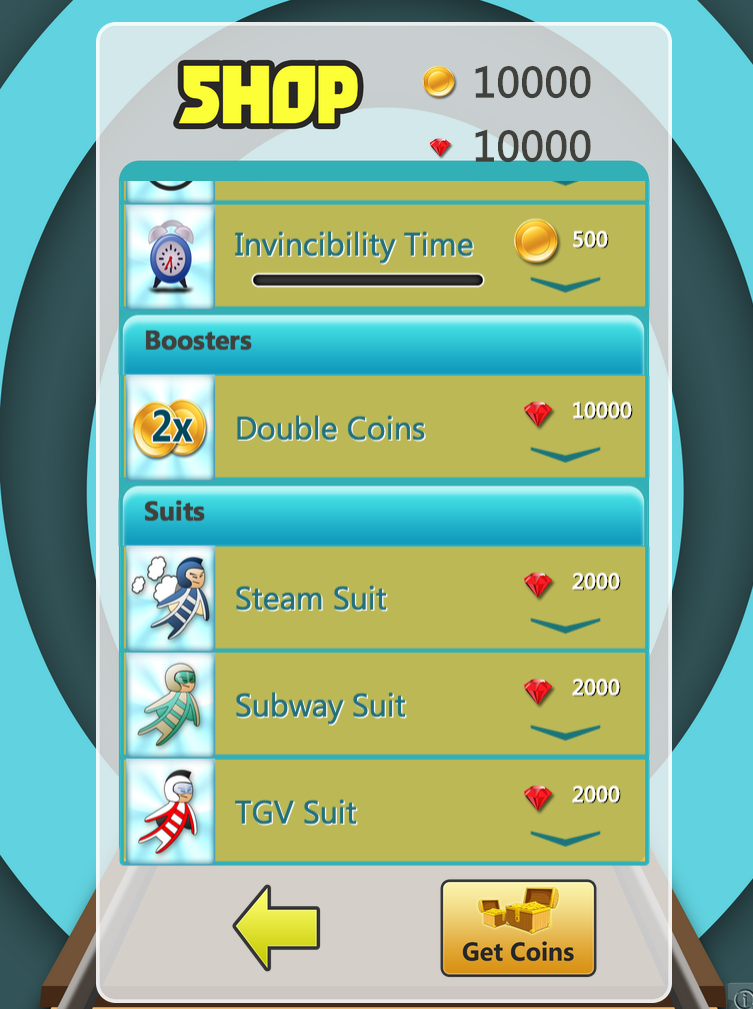 SHOP
10000
10000
Invincibility Time
500
Boosters
2x
Double Coins
10000
Suits
Steam Suit
2000
Subway Suit
2000
TGV Suit
2000
Get Coins